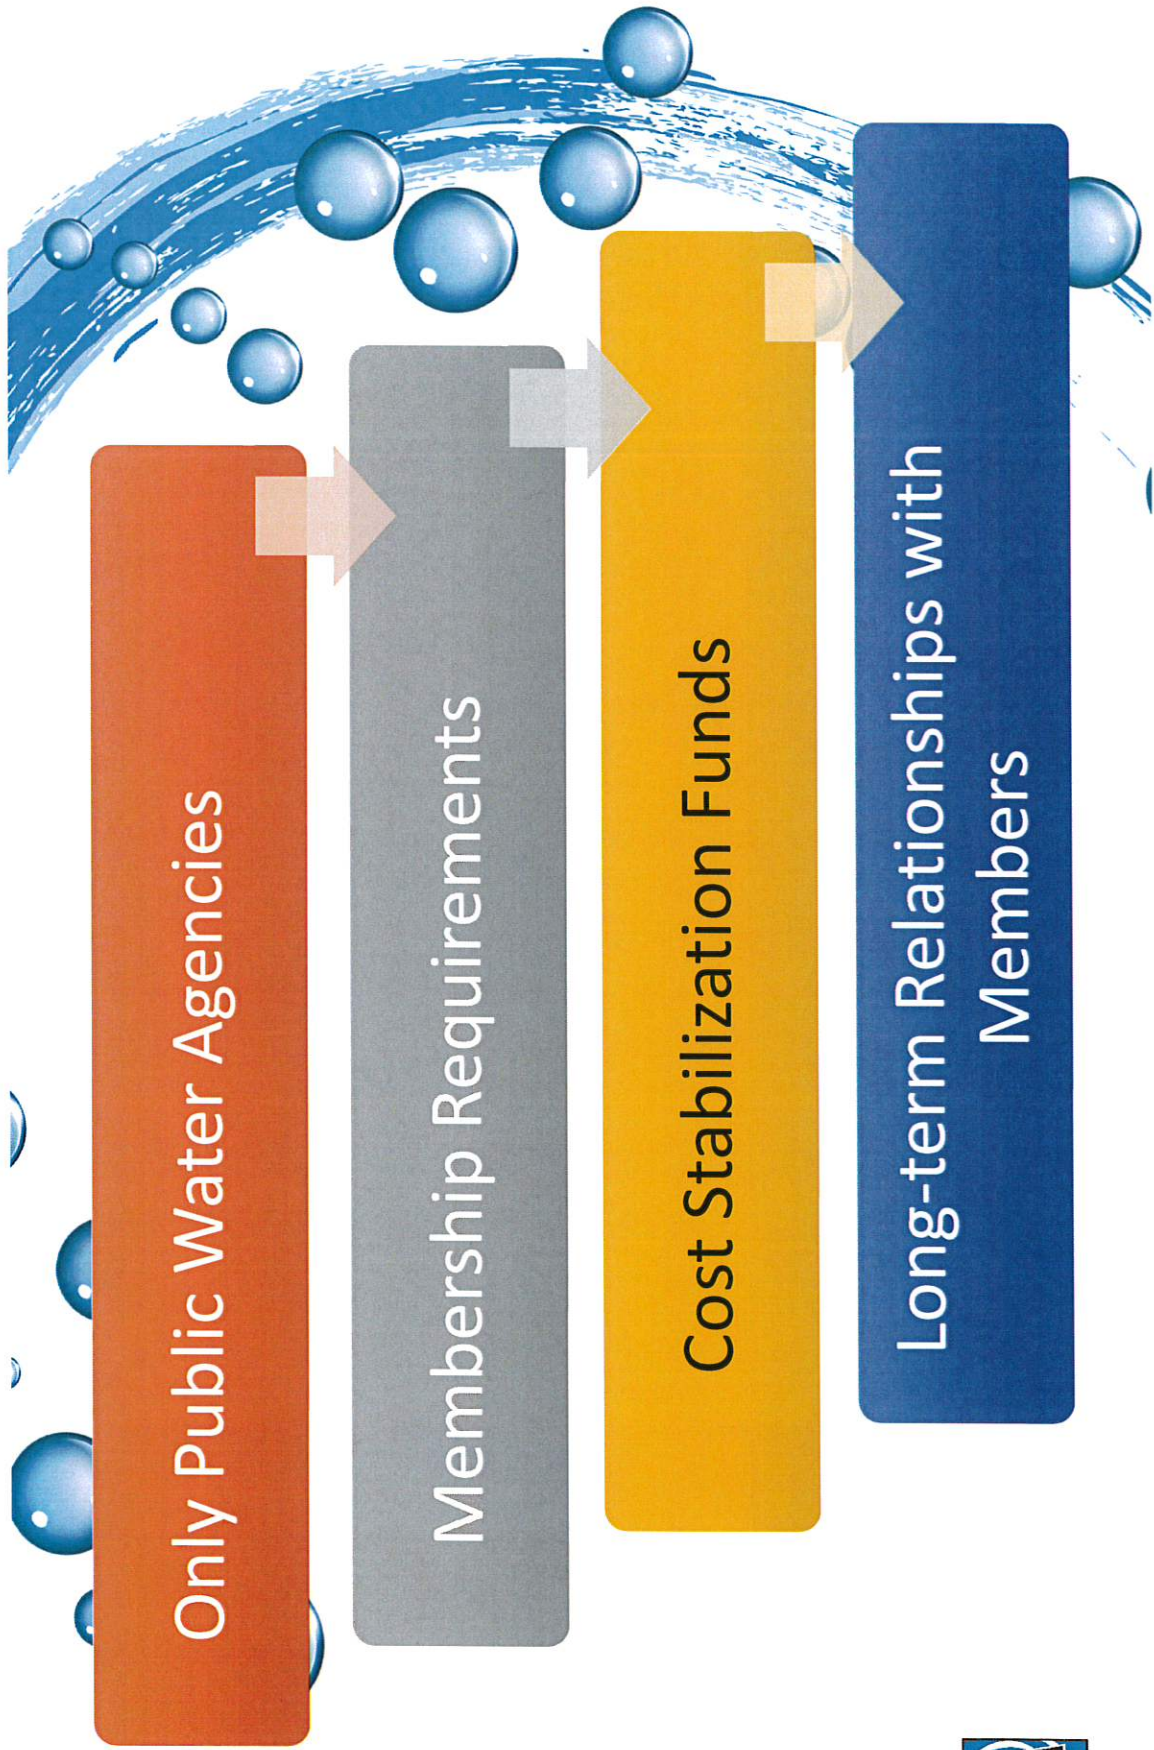 Only Public Water Agencies
Membership Requirements
Cost Stabilization Funds
Long-term Relationships with
Members